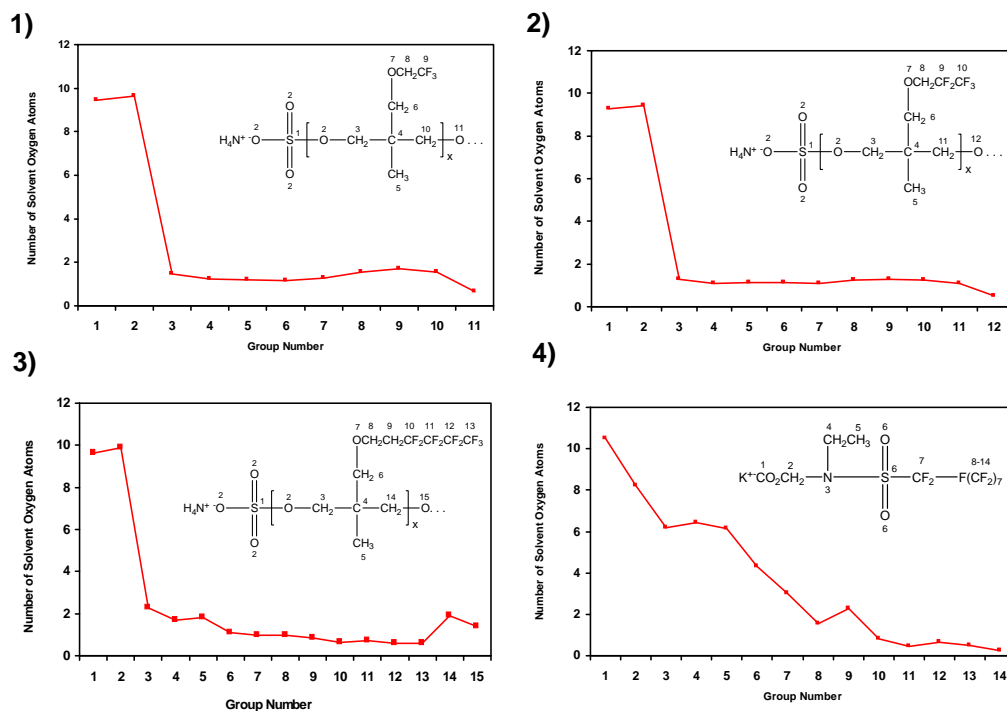 1)
12
10
8
6
4
2
0
Number of Solvent Oxygen Atoms
1 2 3 4 5 6 7 8 9 10 11
Group Number
7 8 9
OCH2CF3
2 O CH2 6
H4N+ -O 2 S 1 O 2 CH2 3 C 4 CH2 10 x O 11 . . .
O 2 CH3 5
2)
12
10
8
6
4
2
0
Number of Solvent Oxygen Atoms
1 2 3 4 5 6 7 8 9 10 11 12
Group Number
7 8 9 10
OCH2CF2CF3
2 O CH2 6
H4N+ -O 2 S 1 O 2 CH2 3 C 4 CH2 11 x O 12 . . .
O 2 CH3 5
3)
12
10
8
6
4
2
0
Number of Solvent Oxygen Atoms
1 2 3 4 5 6 7 8 9 10 11 12 13 14 15
Group Number
7 8 9 10 11 12 13
OCH2CH2CF2CF2CF2CF3
2 O CH2 6
H4N+ -O 2 S 1 O 2 CH2 3 C 4 CH2 14 x O 15 . . .
O 2 CH3 5
4)
12
10
8
6
4
2
0
Number of Solvent Oxygen Atoms
1 2 3 4 5 6 7 8 9 10 11 12 13 14
Group Number
4 5 6
CH2CH3 O 7 8-14
K+ -CO2CH2 1 2 N 3 S 6 CF2 F(CF2)7
O
6